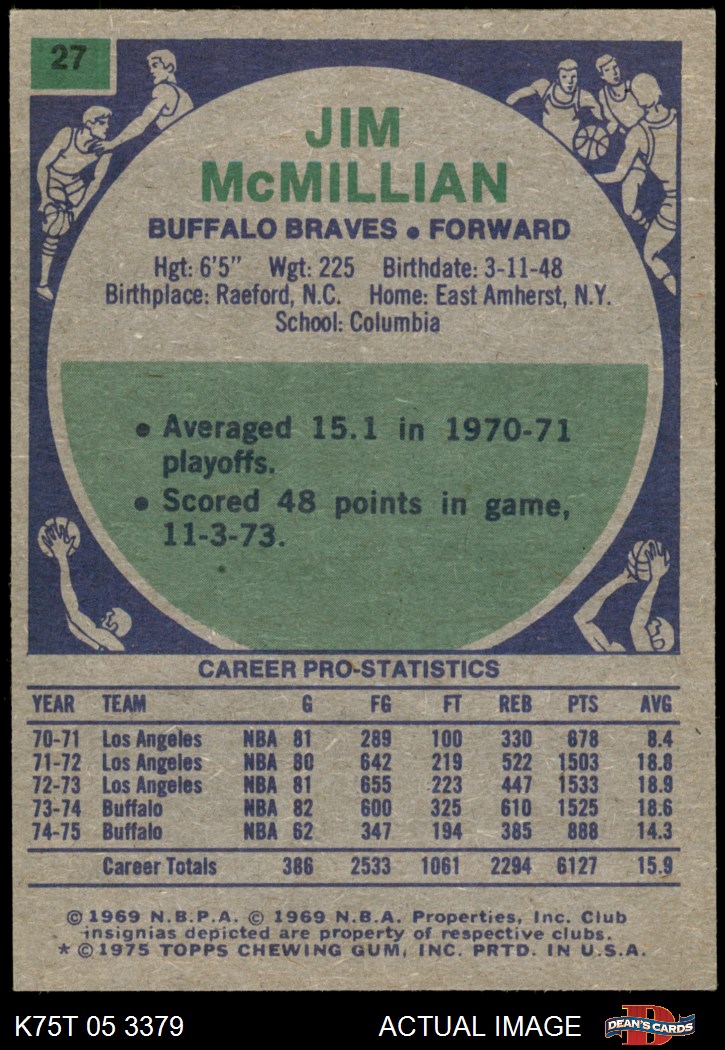 27
JIM
McMILLIAN
BUFFALO BRAVES • FORWARD
Hgt: 6'5" Wgt: 225 Birthdate: 3-11-48
Birthplace: Raeford, N.C. Home: East Amherst, N.Y.
School: Columbia
• Averaged 15.1 in 1970-71
playoffs.
• Scored 48 points in game,
11-3-73.
CAREER PRO-STATISTICS
YEAR TEAM G FG FT REB PTS AVG
70-71 Los Angeles NBA 81 289 100 330 678 8.4
71-72 Los Angeles NBA 80 642 219 522 1503 18.8
72-73 Los Angeles NBA 81 655 223 447 1533 18.9
73-74 Buffalo NBA 82 600 325 610 1525 18.6
74-75 Buffalo NBA 62 347 194 385 888 14.3
Career Totals 386 2533 1061 2294 6127 15.9
© 1969 N.B.P.A. © 1969 N.B.A. Properties, Inc. Club
insignias depicted are property of respective clubs.
* © 1975 TOPPS CHEWING GUM, INC. PRTD. IN U.S.A.
K75T 05 3379 ACTUAL IMAGE D DEAN'S CARDS